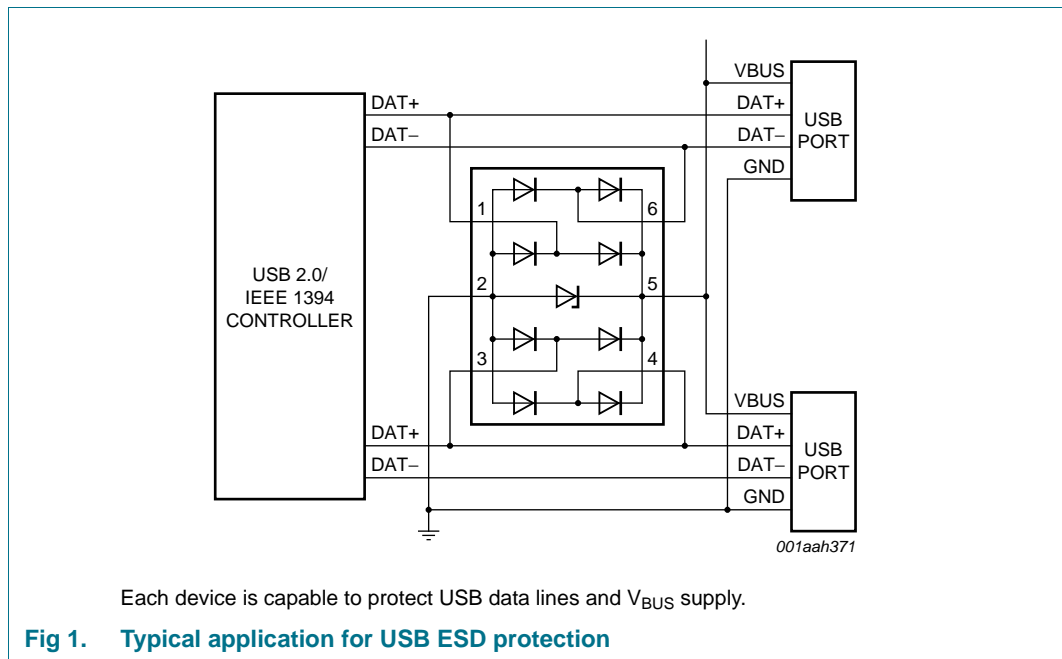 VBUS
DAT+
DAT−
GND
USB
PORT
DAT+
DAT−
1
6
2
5
3
4
USB 2.0/
IEEE 1394
CONTROLLER
DAT+
DAT−
VBUS
DAT+
DAT−
GND
USB
PORT
001aah371
Each device is capable to protect USB data lines and VBUS supply.
Fig 1. Typical application for USB ESD protection